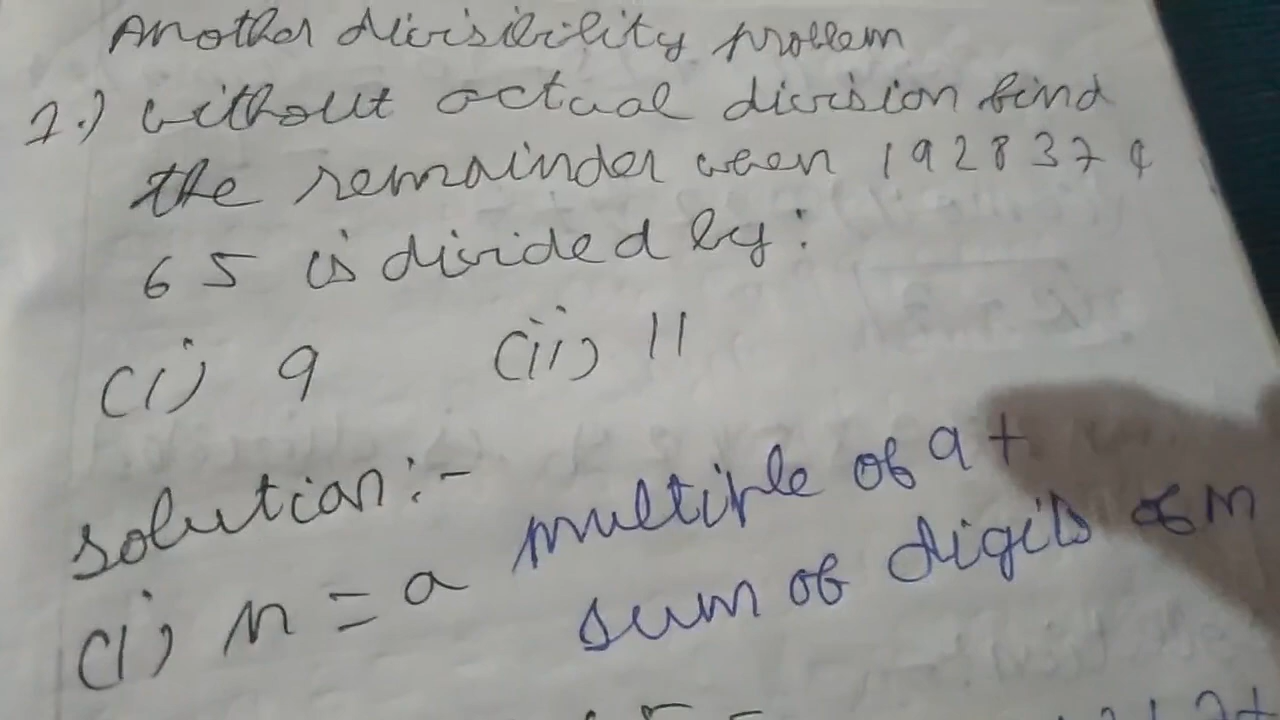 Another divisibility problem
2.) without actual division find
the remainder when 1928374
65 is divided by:
(i) 9 (ii) 11
solution:-
(i) n = a multiple of 9 +
sum of digits of n